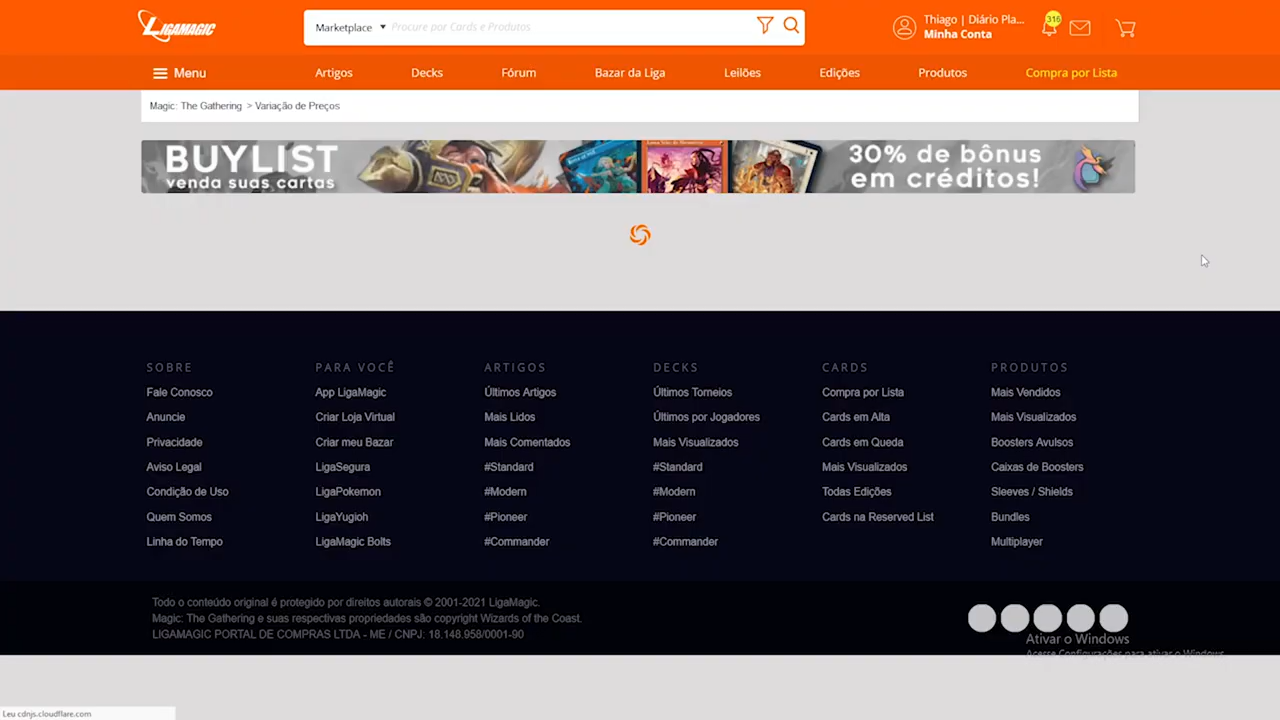 LIGAMAGIC
Marketplace
Procure por Cards e Produtos
Thiago | Diário Pla...
Minha Conta
316
Menu
Artigos
Decks
Fórum
Bazar da Liga
Leilões
Edições
Produtos
Compra por Lista
Magic: The Gathering > Variação de Preços
BUYLIST
venda suas cartas
30% de bônus
em créditos!
SOBRE
Fale Conosco
Anuncie
Privacidade
Aviso Legal
Condição de Uso
Quem Somos
Linha do Tempo
PARA VOCÊ
App LigaMagic
Criar Loja Virtual
Criar meu Bazar
LigaSegura
LigaPokemon
LigaYugioh
LigaMagic Bolts
ARTIGOS
Últimos Artigos
Mais Lidos
Mais Comentados
#Standard
#Modern
#Pioneer
#Commander
DECKS
Últimos Torneios
Últimos por Jogadores
Mais Visualizados
#Standard
#Modern
#Pioneer
#Commander
CARDS
Compra por Lista
Cards em Alta
Cards em Queda
Mais Visualizados
Todas Edições
Cards na Reserved List
PRODUTOS
Mais Vendidos
Mais Visualizados
Boosters Avulsos
Caixas de Boosters
Sleeves / Shields
Bundles
Multiplayer
Todo o conteúdo original é protegido por direitos autorais © 2001-2021 LigaMagic.
Magic: The Gathering e suas respectivas propriedades são copyright Wizards of the Coast.
LIGAMAGIC PORTAL DE COMPRAS LTDA - ME / CNPJ: 18.148.958/0001-90
Ativar o Windows
Acesse Configurações para ativar o Windows.
Leu cdnjs.cloudflare.com